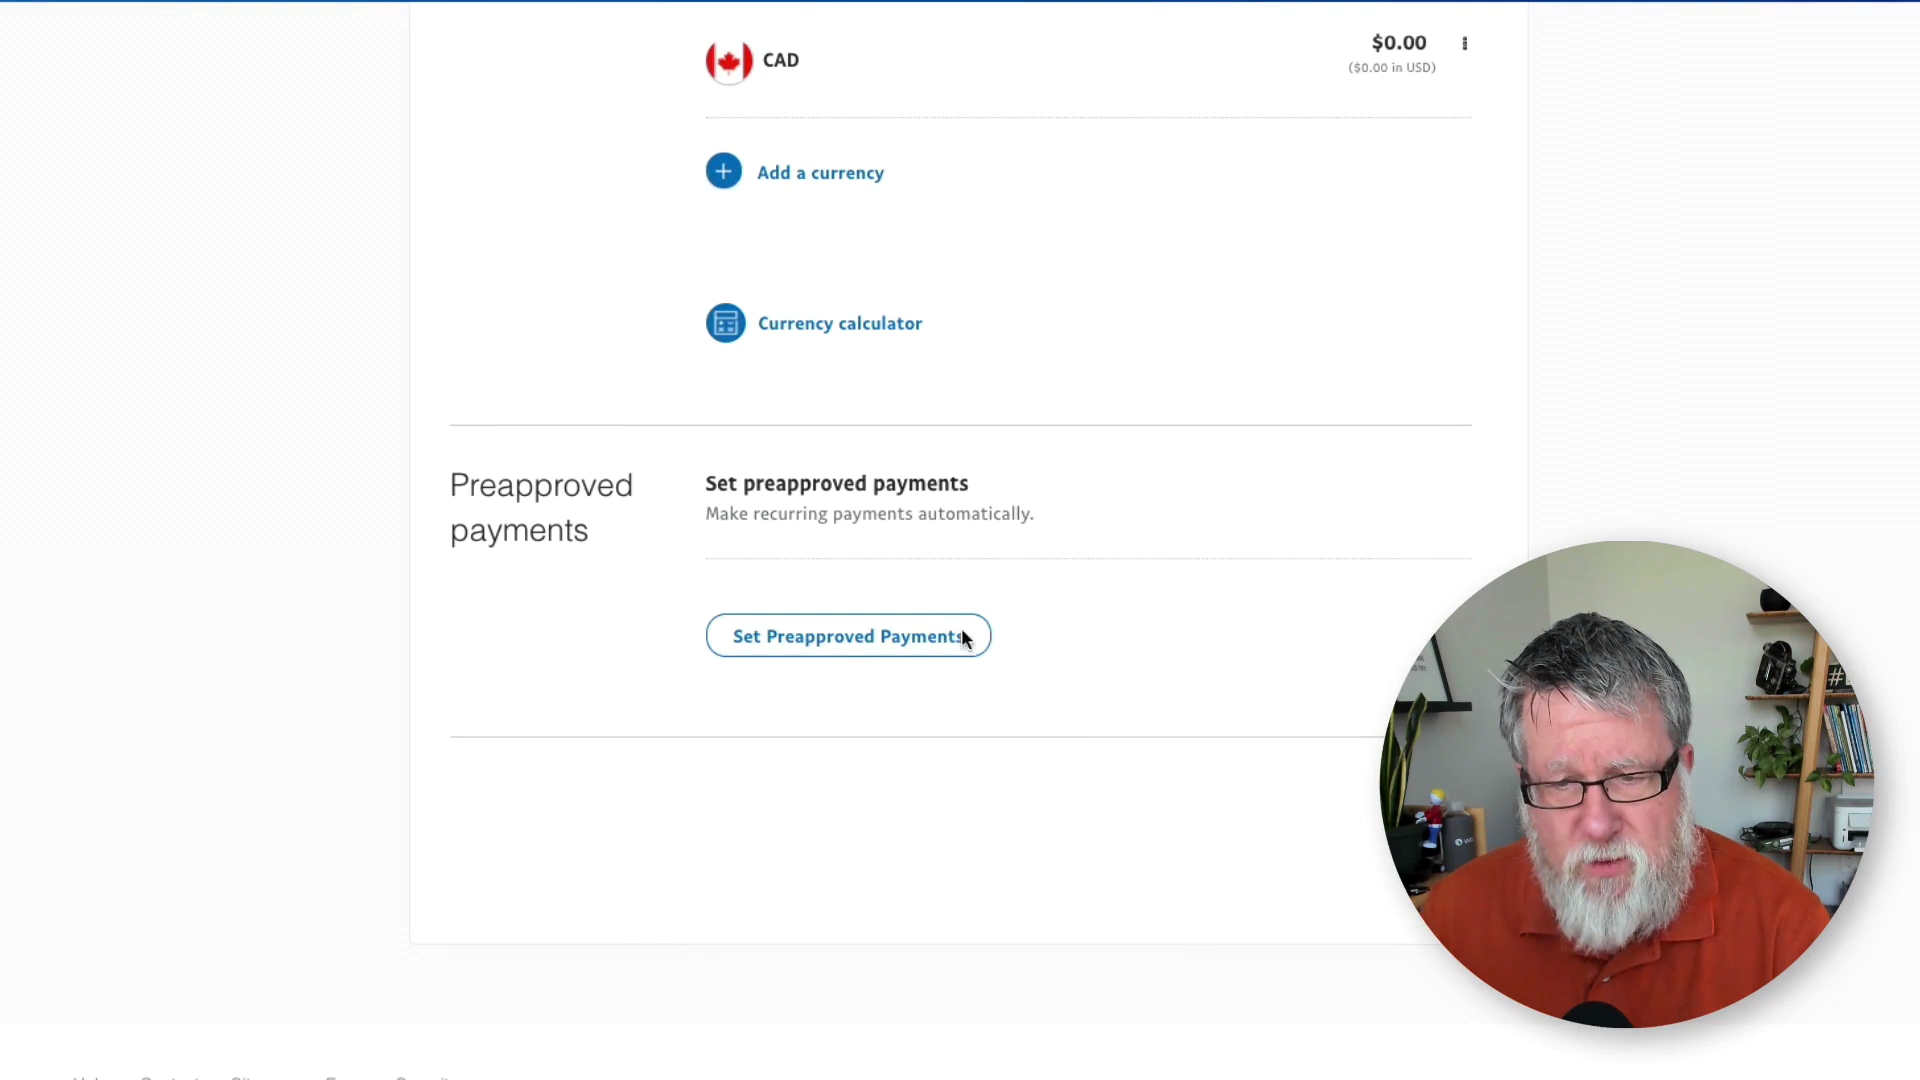 CAD
$0.00
($0.00 in USD)
Add a currency
Currency calculator
Preapproved
payments
Set preapproved payments
Make recurring payments automatically.
Set Preapproved Payments